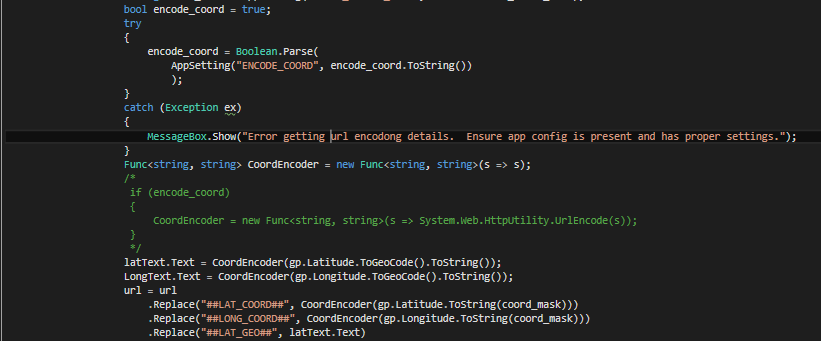 bool encode_coord = true;
try
{
encode_coord = Boolean.Parse(
AppSetting("ENCODE_COORD", encode_coord.ToString())
);
}
catch (Exception ex)
{
MessageBox.Show("Error getting url encodong details.  Ensure app config is present and has proper settings.");
}
Func<string, string> CoordEncoder = new Func<string, string>(s => s);
/*
if (encode_coord)
{
CoordEncoder = new Func<string, string>(s => System.Web.HttpUtility.UrlEncode(s));
}
*/
latText.Text = CoordEncoder(gp.Latitude.ToGeoCode().ToString());
LongText.Text = CoordEncoder(gp.Longitude.ToGeoCode().ToString());
url = url
.Replace("##LAT_COORD##", CoordEncoder(gp.Latitude.ToString(coord_mask)))
.Replace("##LONG_COORD##", CoordEncoder(gp.Longitude.ToString(coord_mask)))
.Replace("##LAT_GEO##", latText.Text)